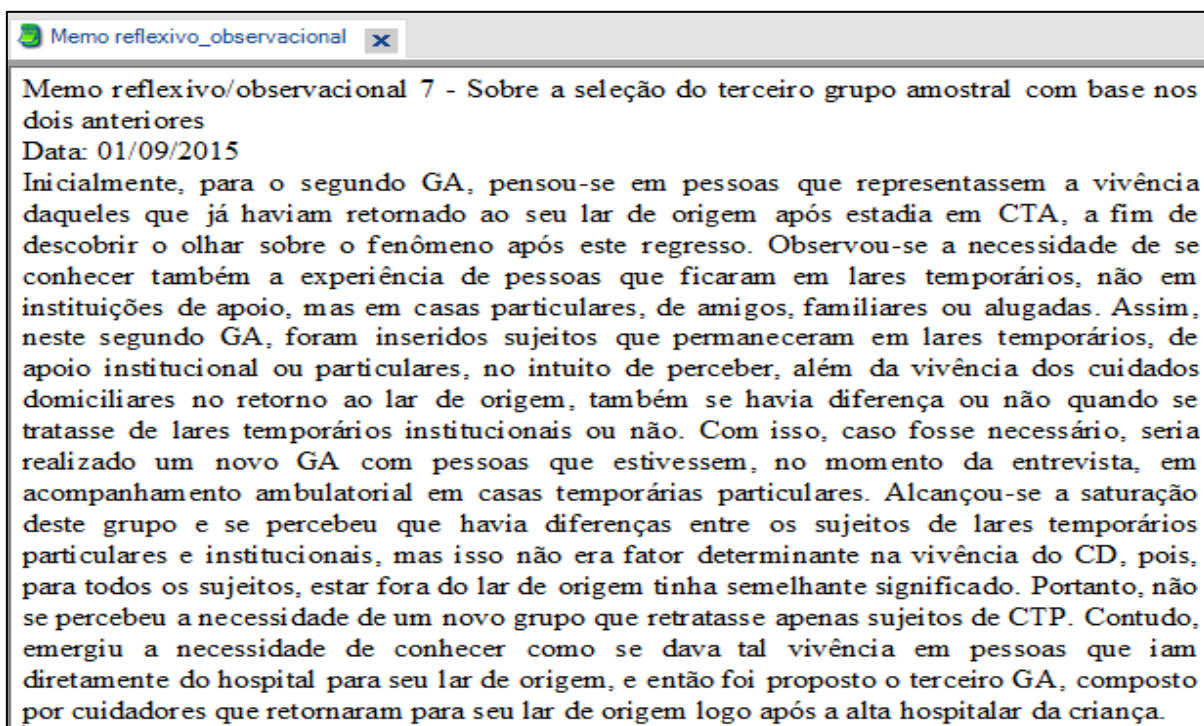 Memo reflexivo_observacional
Memo reflexivo/observacional 7 - Sobre a seleção do terceiro grupo amostral com base nos
dois anteriores
Data: 01/09/2015
Inicialmente, para o segundo GA, pensou-se em pessoas que representassem a vivência
daqueles que já haviam retornado ao seu lar de origem após estadia em CTA, a fim de
descobrir o olhar sobre o fenômeno após este regresso. Observou-se a necessidade de se
conhecer também a experiência de pessoas que ficaram em lares temporários, não em
instituições de apoio, mas em casas particulares, de amigos, familiares ou alugadas. Assim,
neste segundo GA, foram inseridos sujeitos que permaneceram em lares temporários, de
apoio institucional ou particulares, no intuito de perceber, além da vivência dos cuidados
domiciliares no retorno ao lar de origem, também se havia diferença ou não quando se
tratasse de lares temporários institucionais ou não. Com isso, caso fosse necessário, seria
realizado um novo GA com pessoas que estivessem, no momento da entrevista, em
acompanhamento ambulatorial em casas temporárias particulares. Alcançou-se a saturação
deste grupo e se percebeu que havia diferenças entre os sujeitos de lares temporários
particulares e institucionais, mas isso não era fator determinante na vivência do CD, pois,
para todos os sujeitos, estar fora do lar de origem tinha semelhante significado. Portanto, não
se percebeu a necessidade de um novo grupo que retratasse apenas sujeitos de CTP. Contudo,
emergiu a necessidade de conhecer como se dava tal vivência em pessoas que iam
diretamente do hospital para seu lar de origem, e então foi proposto o terceiro GA, composto
por cuidadores que retornaram para seu lar de origem logo após a alta hospitalar da criança.